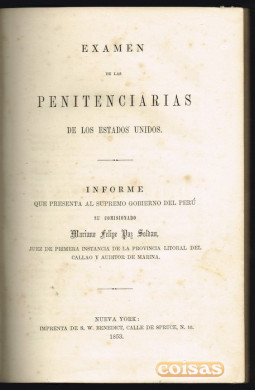 EXAMEN
DE LAS
PENITENCIARIAS
DE LOS ESTADOS UNIDOS.
INFORME
QUE PRESENTA AL SUPREMO GOBIERNO DEL PERÚ
SU COMISIONADO
Mariano Felipe Paz Soldan,
JUEZ DE PRIMERA INSTANCIA DE LA PROVINCIA LITORAL DEL
CALLAO Y AUDITOR DE MARINA.
NUEVA YORK:
IMPRENTA DE S. W. BENEDICT, CALLE DE SPRUCE, N. 16.
1853.
coisas